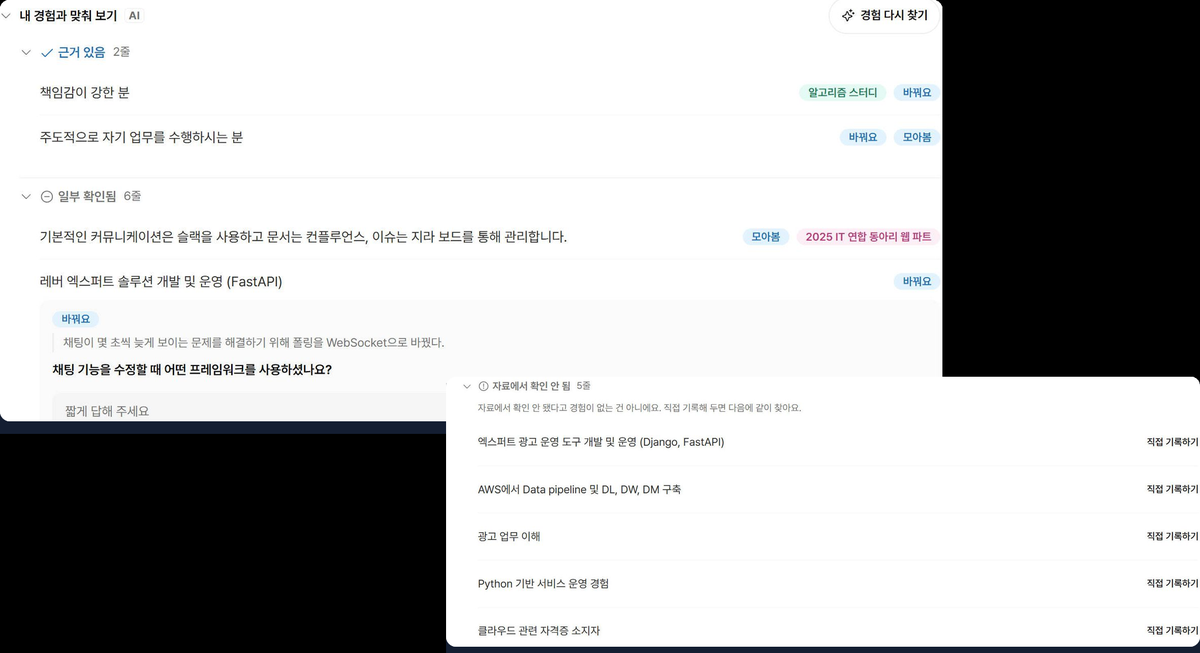 내 경험과 맞춰 보기 AI
경험 다시 찾기
근거 있음 2줄
책임감이 강한 분 알고리즘 스터디 바꿔요
주도적으로 자기 업무를 수행하시는 분 바꿔요 모아봄
일부 확인됨 6줄
기본적인 커뮤니케이션은 슬랙을 사용하고 문서는 컨플루언스, 이슈는 지라 보드를 통해 관리합니다. 모아봄 2025 IT 연합 동아리 웹 파트
레버 엑스퍼트 솔루션 개발 및 운영 (FastAPI) 바꿔요
바꿔요
채팅이 몇 초씩 늦게 보이는 문제를 해결하기 위해 폴링을 WebSocket으로 바꿨다.
채팅 기능을 수정할 때 어떤 프레임워크를 사용하셨나요?
짧게 답해 주세요
자료에서 확인 안 됨 5줄
자료에서 확인 안 됐다고 경험이 없는 건 아니에요. 직접 기록해 두면 다음에 같이 찾아요.
엑스퍼트 광고 운영 도구 개발 및 운영 (Django, FastAPI) 직접 기록하기
AWS에서 Data pipeline 및 DL, DW, DM 구축 직접 기록하기
광고 업무 이해 직접 기록하기
Python 기반 서비스 운영 경험 직접 기록하기
클라우드 관련 자격증 소지자 직접 기록하기